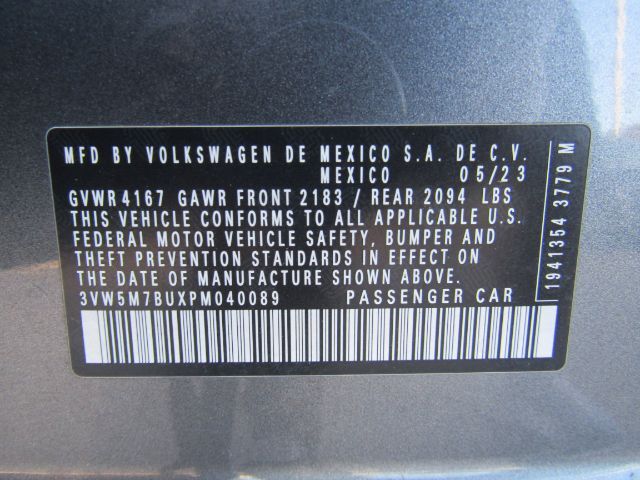 MFD BY VOLKSWAGEN DE MEXICO S.A. DE C.V.
MEXICO 05/23
GVWR 4167 GAWR FRONT 2183 / REAR 2094 LBS
THIS VEHICLE CONFORMS TO ALL APPLICABLE U.S.
FEDERAL MOTOR VEHICLE SAFETY, BUMPER AND
THEFT PREVENTION STANDARDS IN EFFECT ON
THE DATE OF MANUFACTURE SHOWN ABOVE.
3VW5M7BUXPM040089 PASSENGER CAR
1941354 3779 M